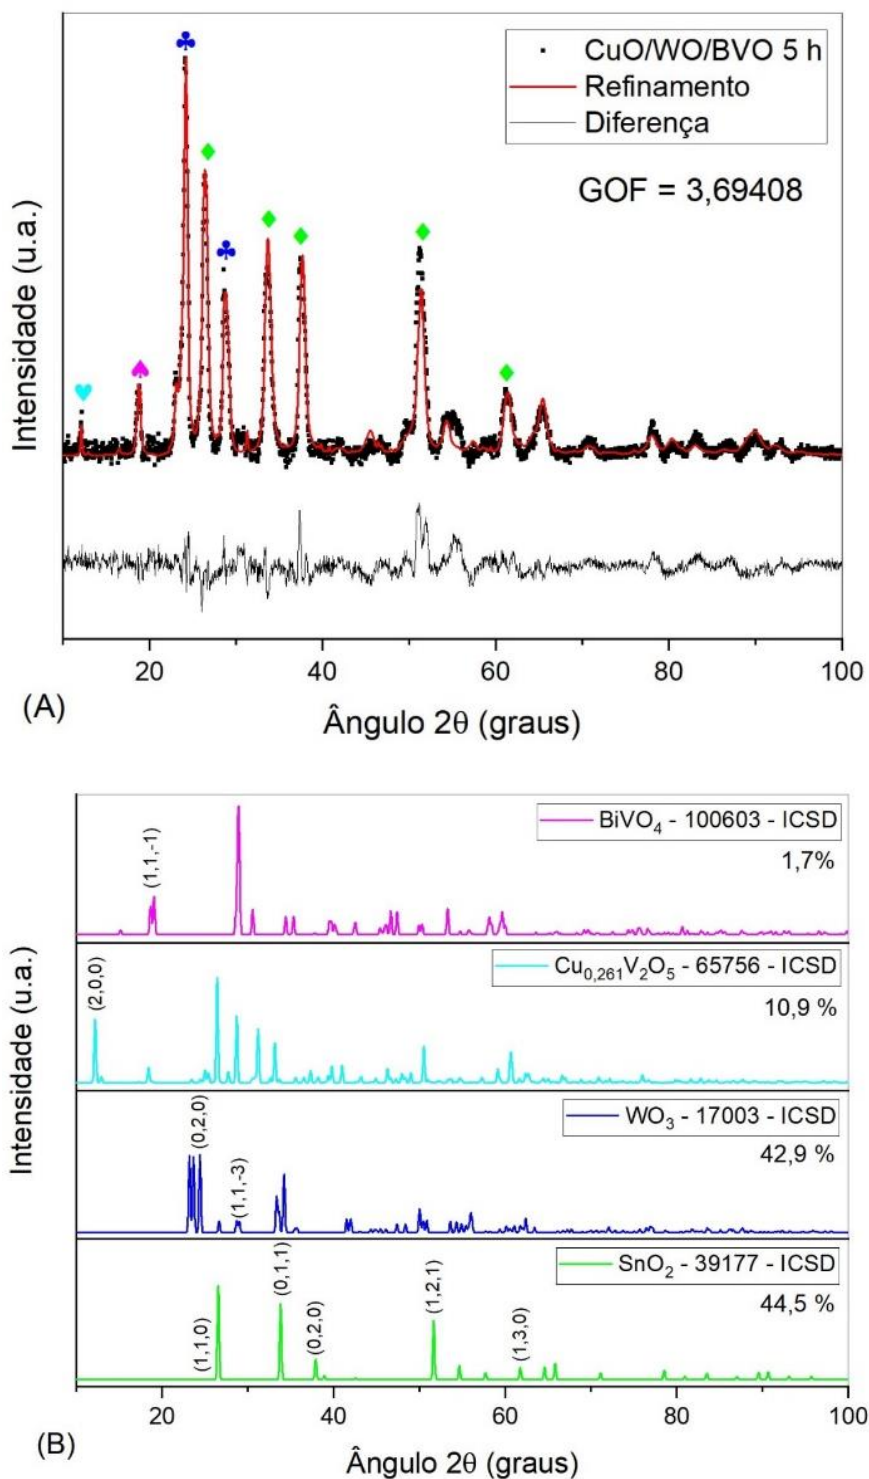 CuO/WO/BVO 5 h
Refinamento
Diferença
GOF = 3,69408
Intensidade (u.a.)
20 40 60 80 100
(A)
Ângulo 2θ (graus)
BiVO₄ - 100603 - ICSD
1,7%
(1,1,-1)
Cu₀,₂₆₁V₂O₅ - 65756 - ICSD
10,9 %
(2,0,0)
WO₃ - 17003 - ICSD
42,9 %
(0,2,0)
(1,1,-3)
SnO₂ - 39177 - ICSD
44,5 %
(1,1,0)
(0,1,1)
(0,2,0)
(1,2,1)
(1,3,0)
Intensidade (u.a.)
20 40 60 80 100
(B)
Ângulo 2θ (graus)